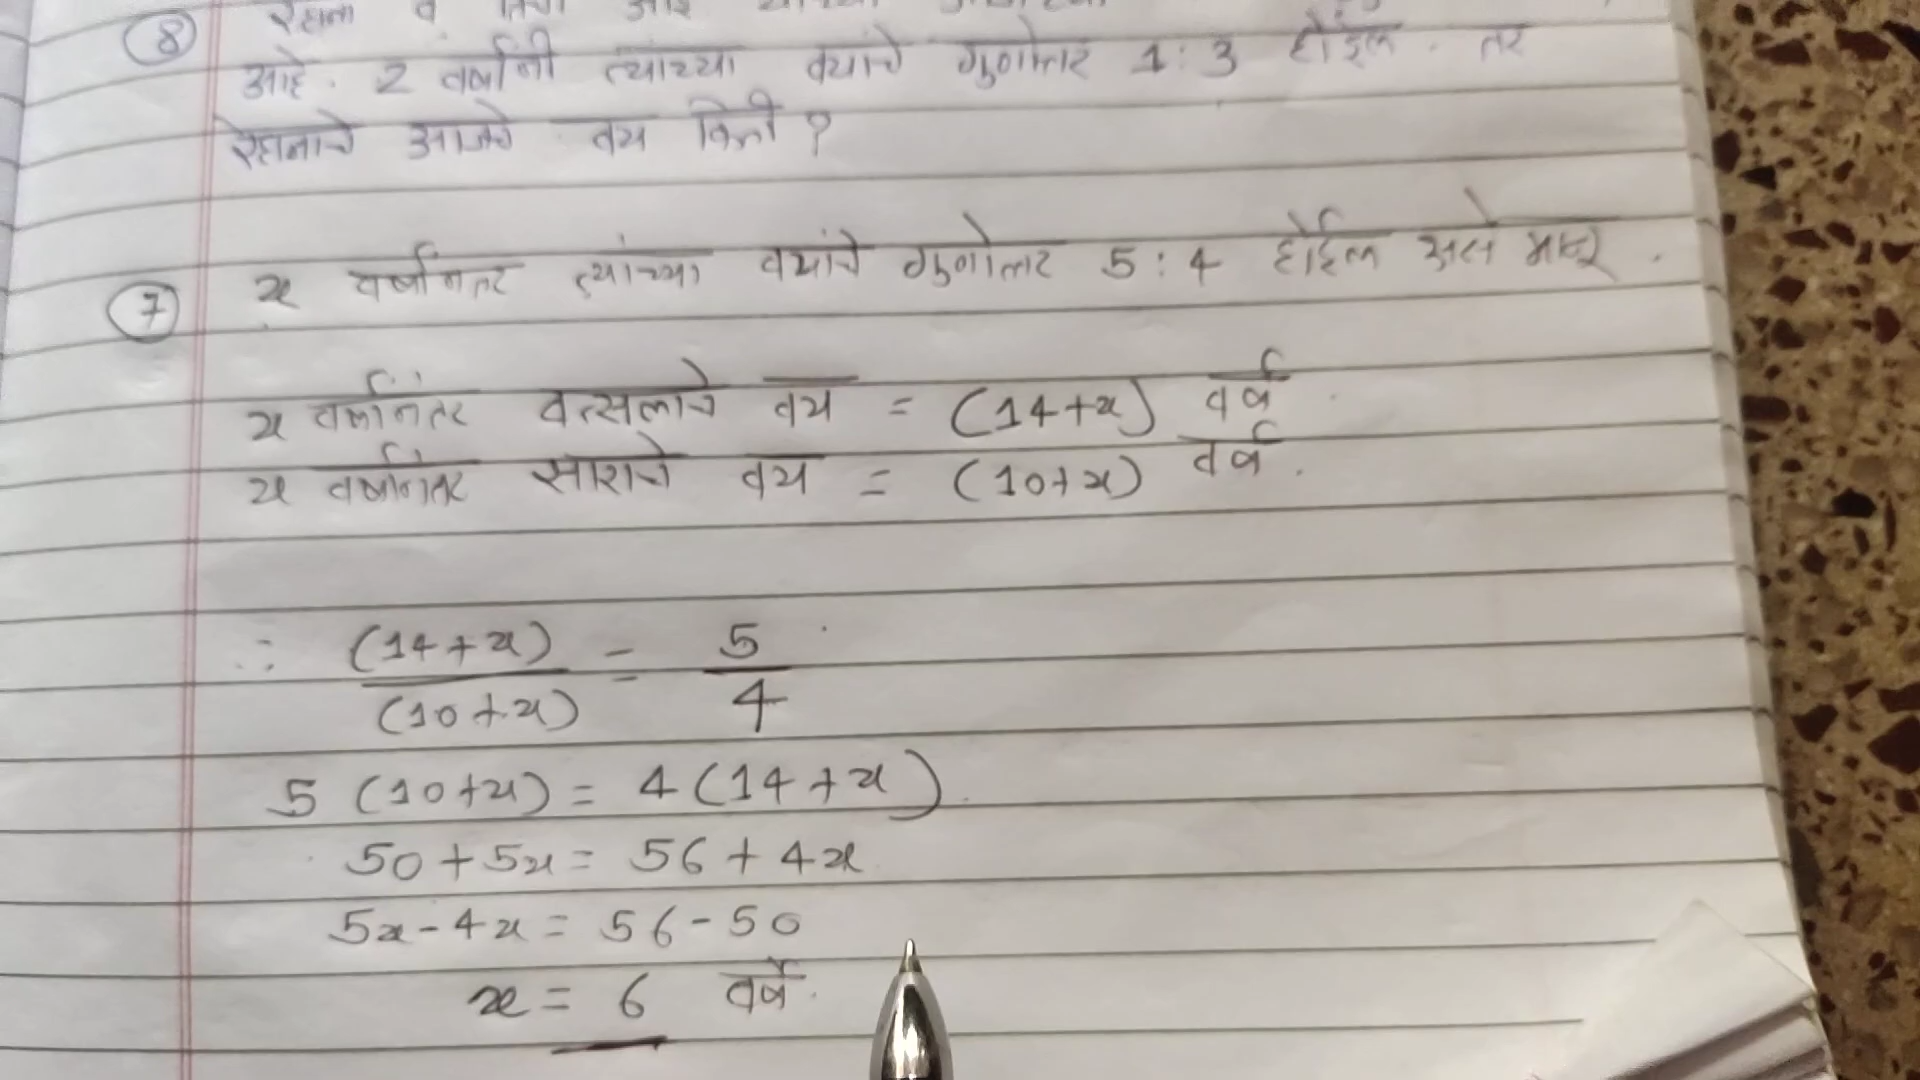 8 रेहाना व तिची आई यांच्या
आहे. 2 वर्षांनी त्यांच्या वयांचे गुणोत्तर 1:3 होईल. तर
रेहानाचे आजचे वय किती?
7 x वर्षांनंतर त्यांच्या वयांचे गुणोत्तर 5:4 होईल असे मानू.
x वर्षांनंतर वत्सलाचे वय = (14+x) वर्षे
x वर्षांनंतर साराचे वय = (10+x) वर्षे.
∴ (14+x)/(10+x) = 5/4
5 (10+x) = 4(14+x)
50+5x = 56+4x
5x-4x = 56-50
x = 6 वर्षे.